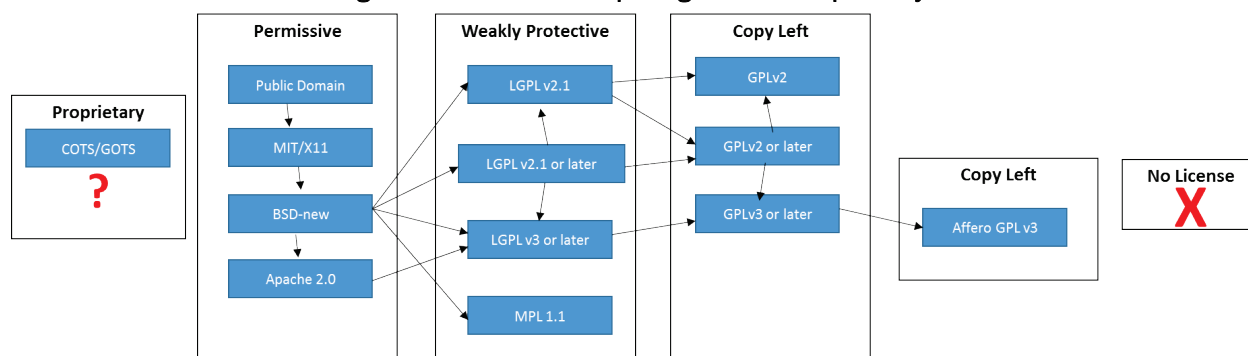 Proprietary
COTS/GOTS
?
Permissive
Public Domain
MIT/X11
BSD-new
Apache 2.0
Weakly Protective
LGPL v2.1
LGPL v2.1 or later
LGPL v3 or later
MPL 1.1
Copy Left
GPLv2
GPLv2 or later
GPLv3 or later
Copy Left
Affero GPL v3
No License
X